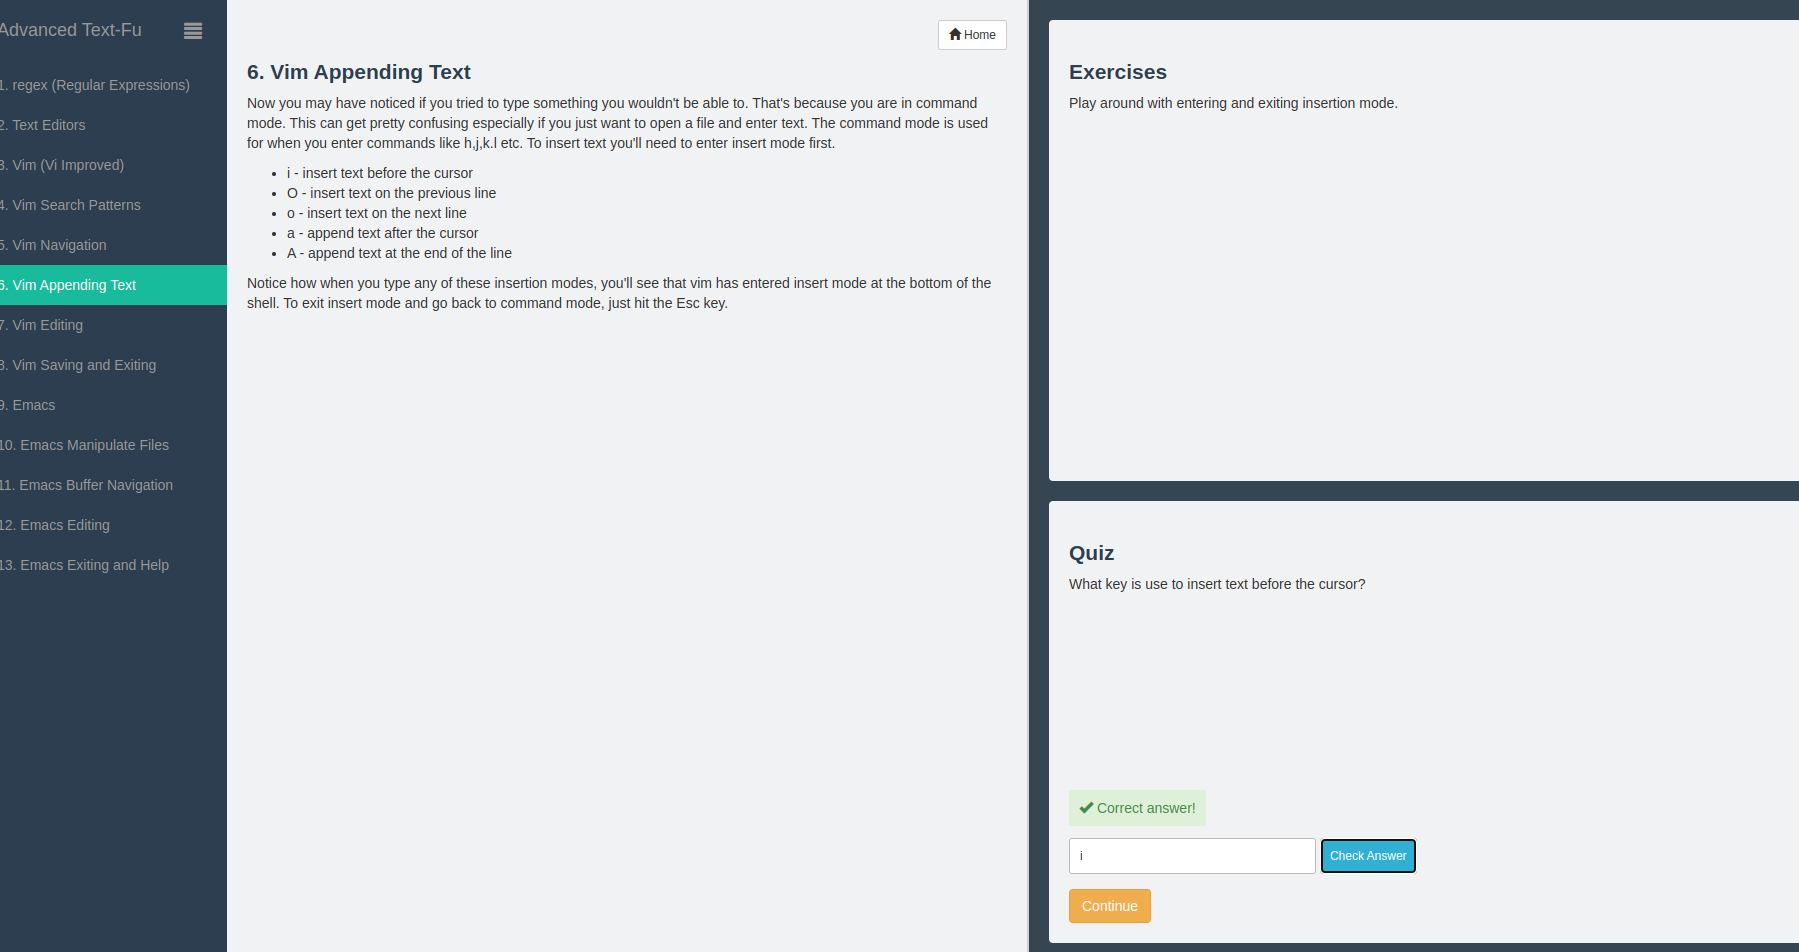 Advanced Text-Fu
1. regex (Regular Expressions)
2. Text Editors
3. Vim (Vi Improved)
4. Vim Search Patterns
5. Vim Navigation
6. Vim Appending Text
7. Vim Editing
8. Vim Saving and Exiting
9. Emacs
10. Emacs Manipulate Files
11. Emacs Buffer Navigation
12. Emacs Editing
13. Emacs Exiting and Help
Home
6. Vim Appending Text
Now you may have noticed if you tried to type something you wouldn't be able to. That's because you are in command
mode. This can get pretty confusing especially if you just want to open a file and enter text. The command mode is used
for when you enter commands like h,j,k.l etc. To insert text you'll need to enter insert mode first.
• i - insert text before the cursor
• O - insert text on the previous line
• o - insert text on the next line
• a - append text after the cursor
• A - append text at the end of the line
Notice how when you type any of these insertion modes, you'll see that vim has entered insert mode at the bottom of the
shell. To exit insert mode and go back to command mode, just hit the Esc key.
Exercises
Play around with entering and exiting insertion mode.
Quiz
What key is use to insert text before the cursor?
Correct answer!
i
Check Answer
Continue